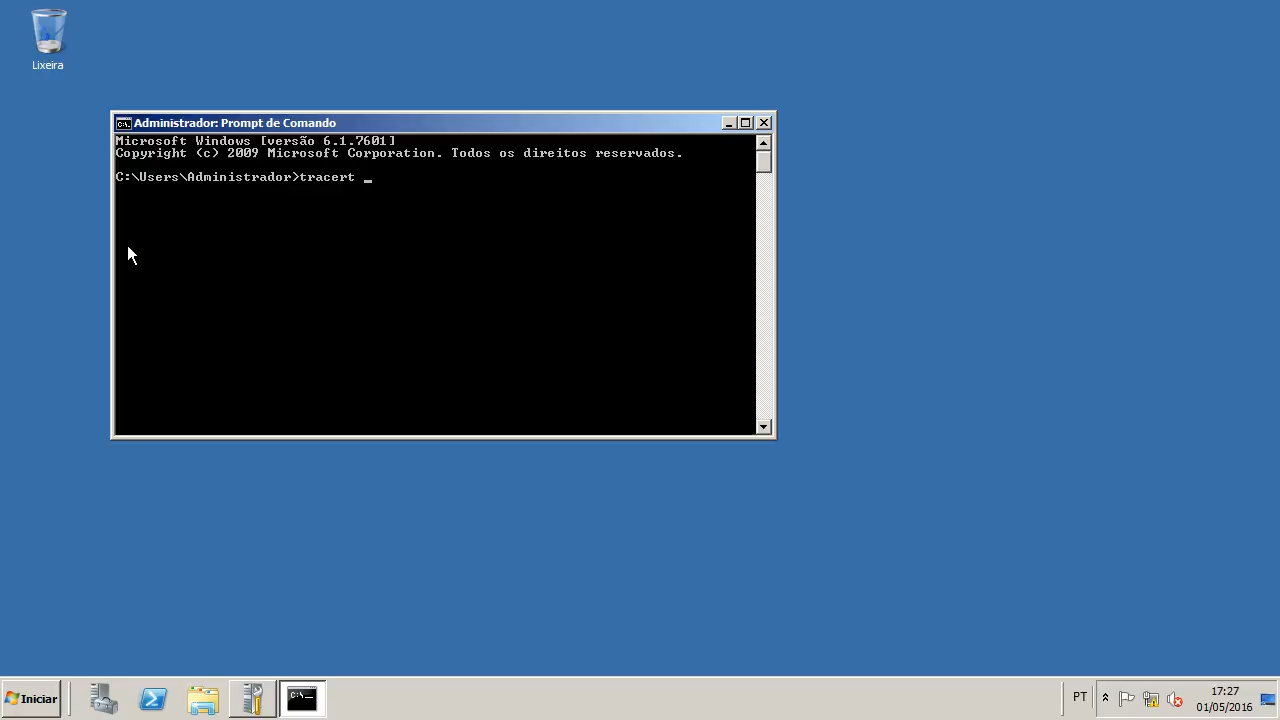 Lixeira
Administrador: Prompt de Comando
Microsoft Windows [versão 6.1.7601]
Copyright (c) 2009 Microsoft Corporation. Todos os direitos reservados.
C:\Users\Administrador>tracert _
Iniciar
PT
17:27
01/05/2016